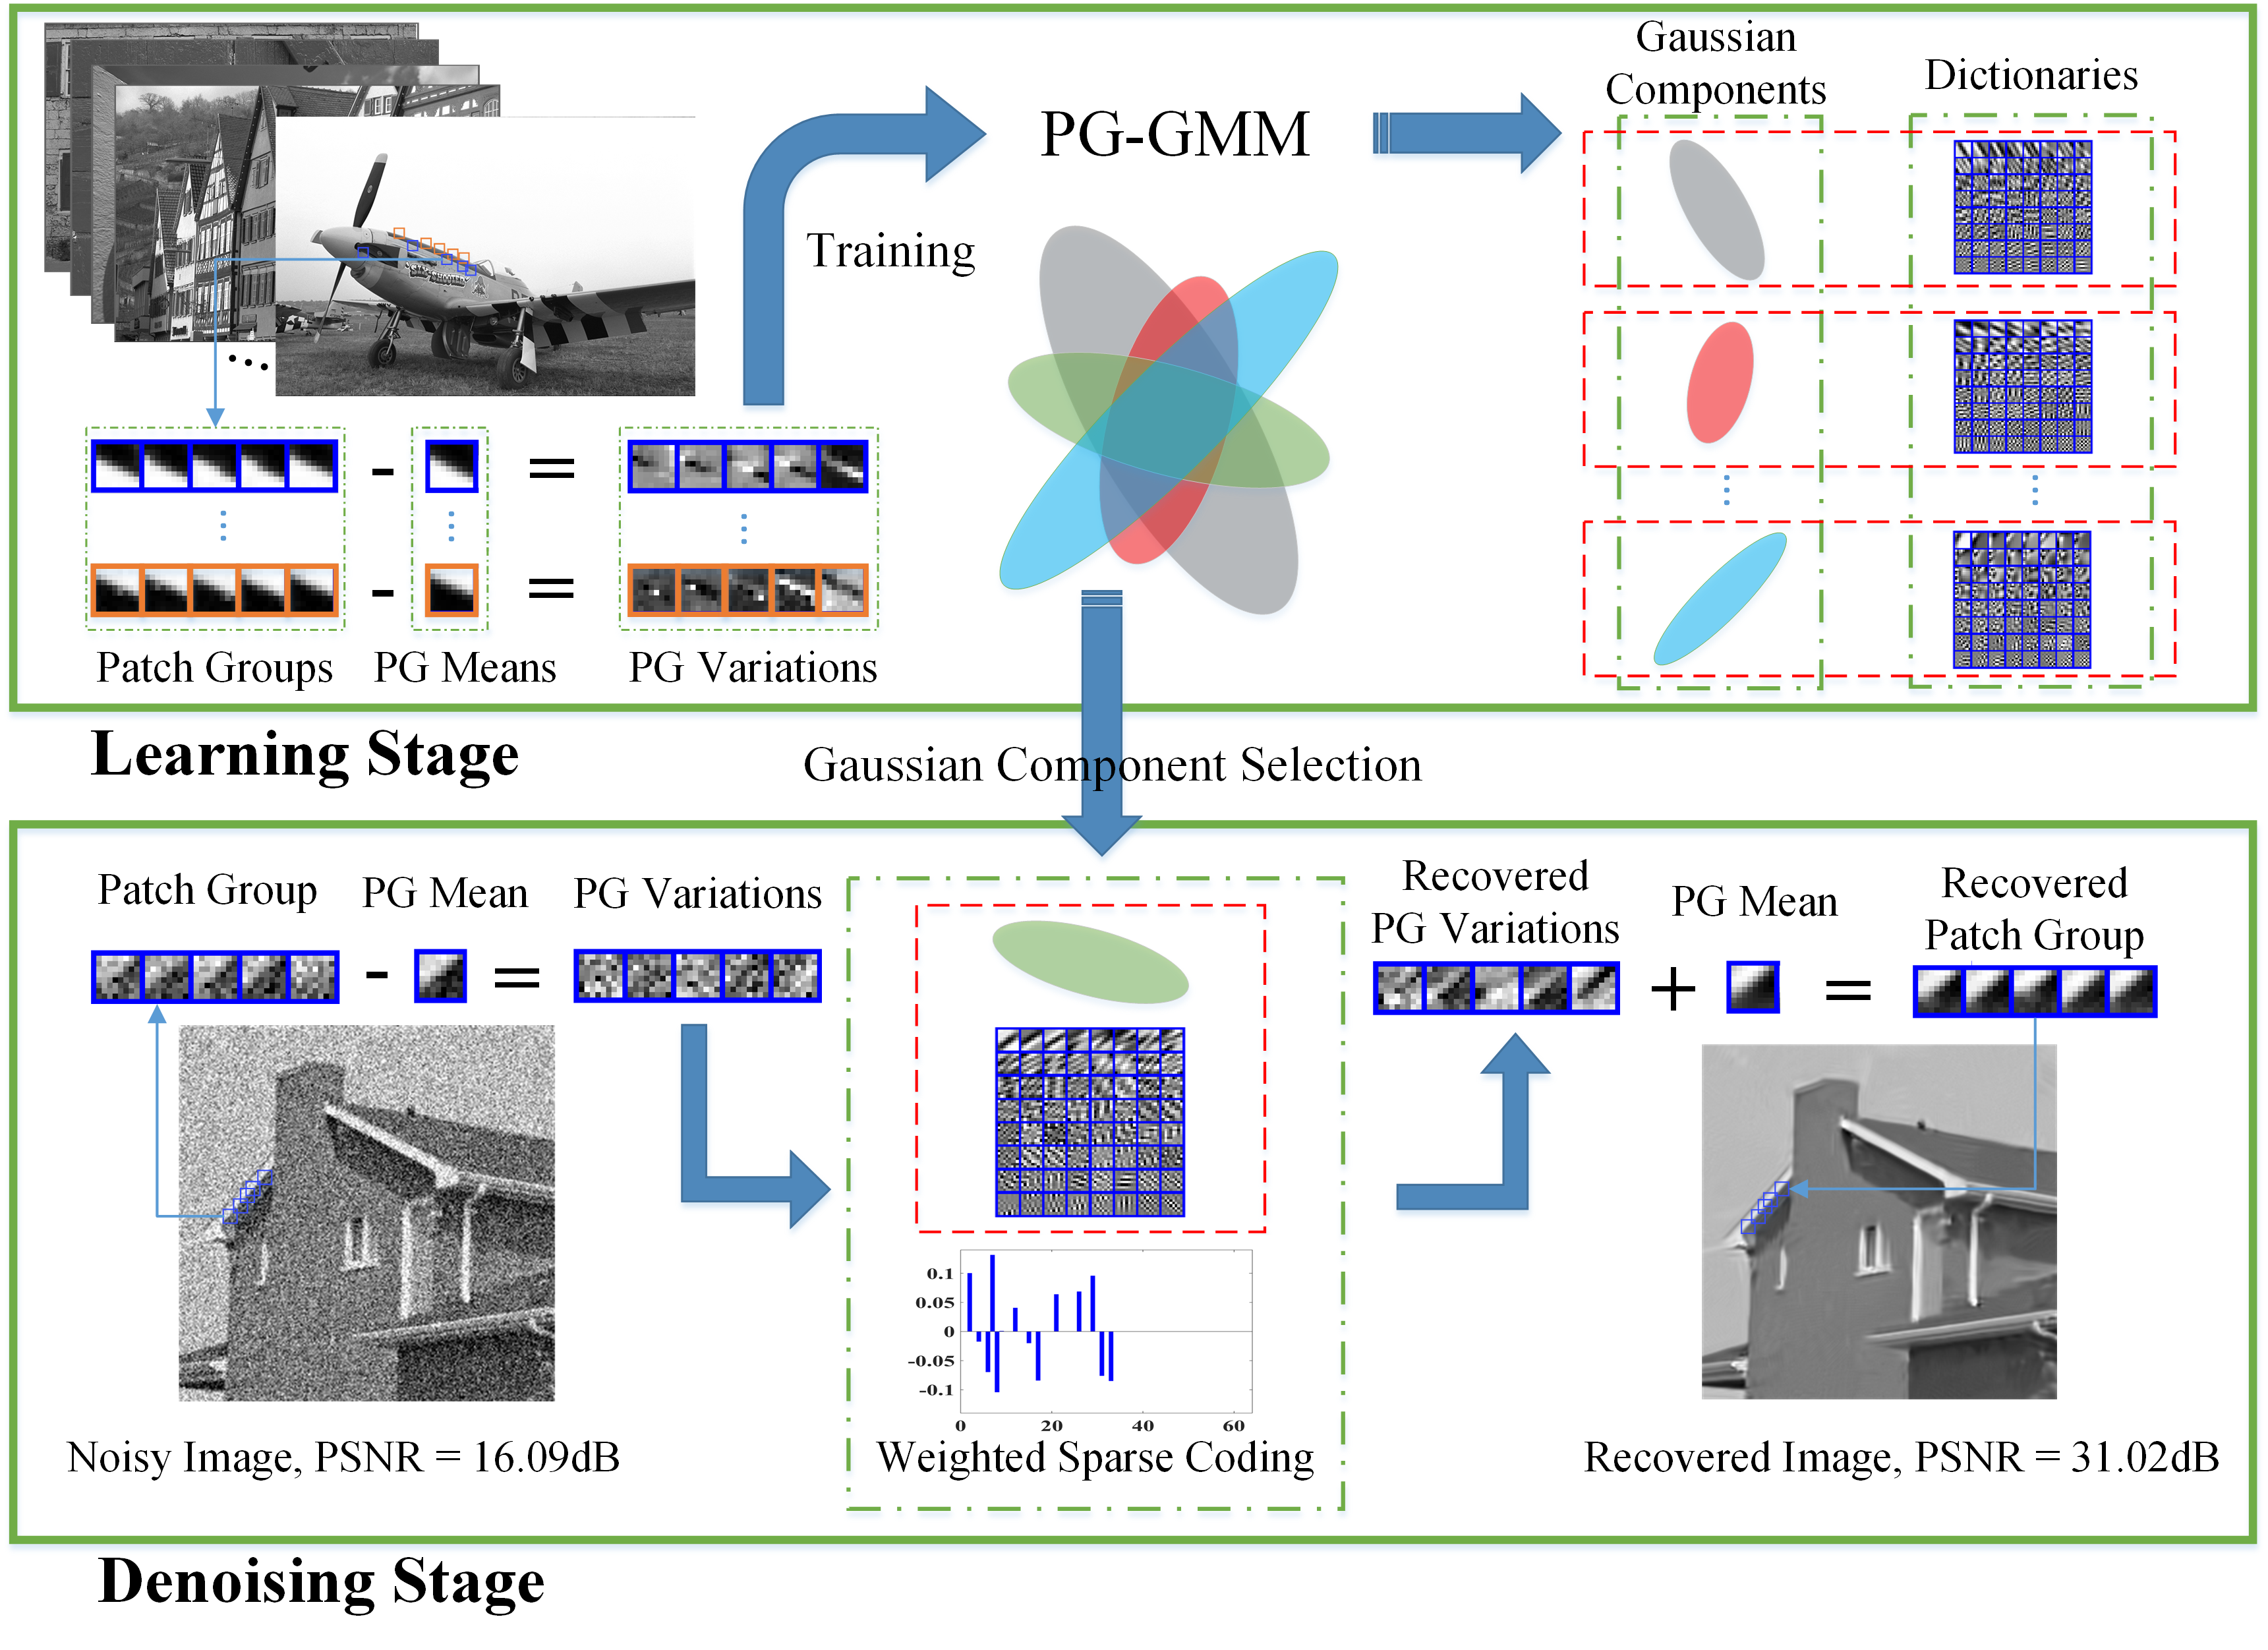 Gaussian
Components
Dictionaries
PG-GMM
Training
...
- =
- =
Patch Groups
PG Means
PG Variations
Learning Stage
Gaussian Component Selection
Patch Group
PG Mean
PG Variations
- =
Recovered
PG Variations
PG Mean
Recovered
Patch Group
+ =
0.1
0.05
0
-0.05
-0.1
0 20 40 60
Noisy Image, PSNR = 16.09dB
Weighted Sparse Coding
Recovered Image, PSNR = 31.02dB
Denoising Stage